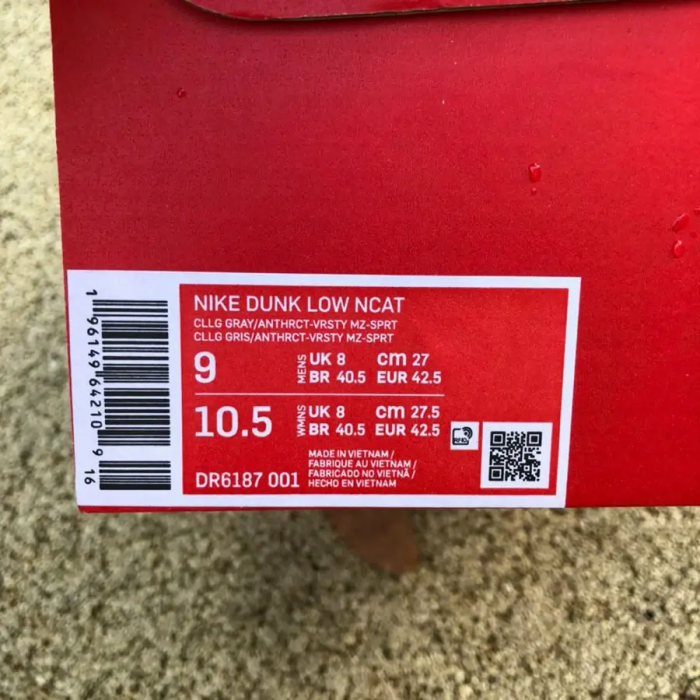 NIKE DUNK LOW NCAT
CLLG GRAY/ANTHRCT-VRSTY MZ-SPRT
CLLG GRIS/ANTHRCT-VRSTY MZ-SPRT
9 MENS UK 8 cm 27
BR 40.5 EUR 42.5
10.5 WMNS UK 8 cm 27.5
BR 40.5 EUR 42.5
DR6187 001
MADE IN VIETNAM /
FABRIQUE AU VIETNAM /
FABRICADO NO VIETNÃ /
HECHO EN VIETNAM
1 96149 64210 9 16